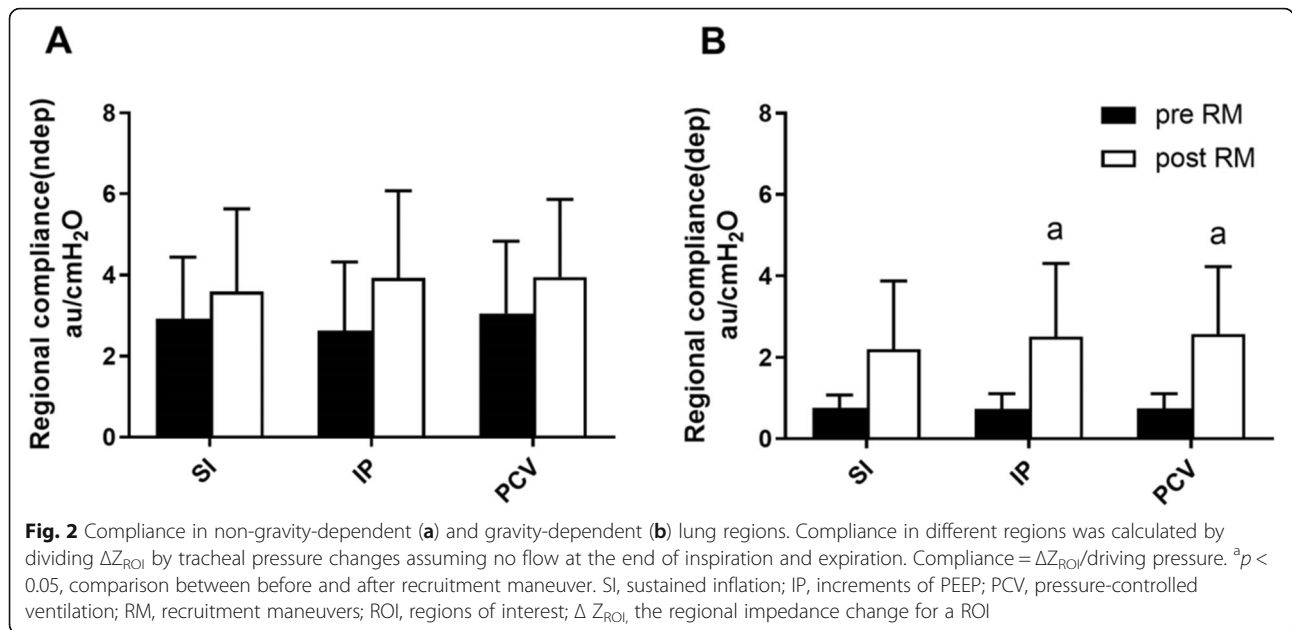 A
Regional compliance(ndep)
au/cmH₂O
8
6
4
2
0
SI
IP
PCV
B
Regional compliance(dep)
au/cmH₂O
8
6
4
2
0
pre RM
post RM
a
a
SI
IP
PCV
Fig. 2 Compliance in non-gravity-dependent (a) and gravity-dependent (b) lung regions. Compliance in different regions was calculated by
dividing ΔZROI by tracheal pressure changes assuming no flow at the end of inspiration and expiration. Compliance = ΔZROI/driving pressure. ᵃp <
0.05, comparison between before and after recruitment maneuver. SI, sustained inflation; IP, increments of PEEP; PCV, pressure-controlled
ventilation; RM, recruitment maneuvers; ROI, regions of interest; Δ ZROI, the regional impedance change for a ROI